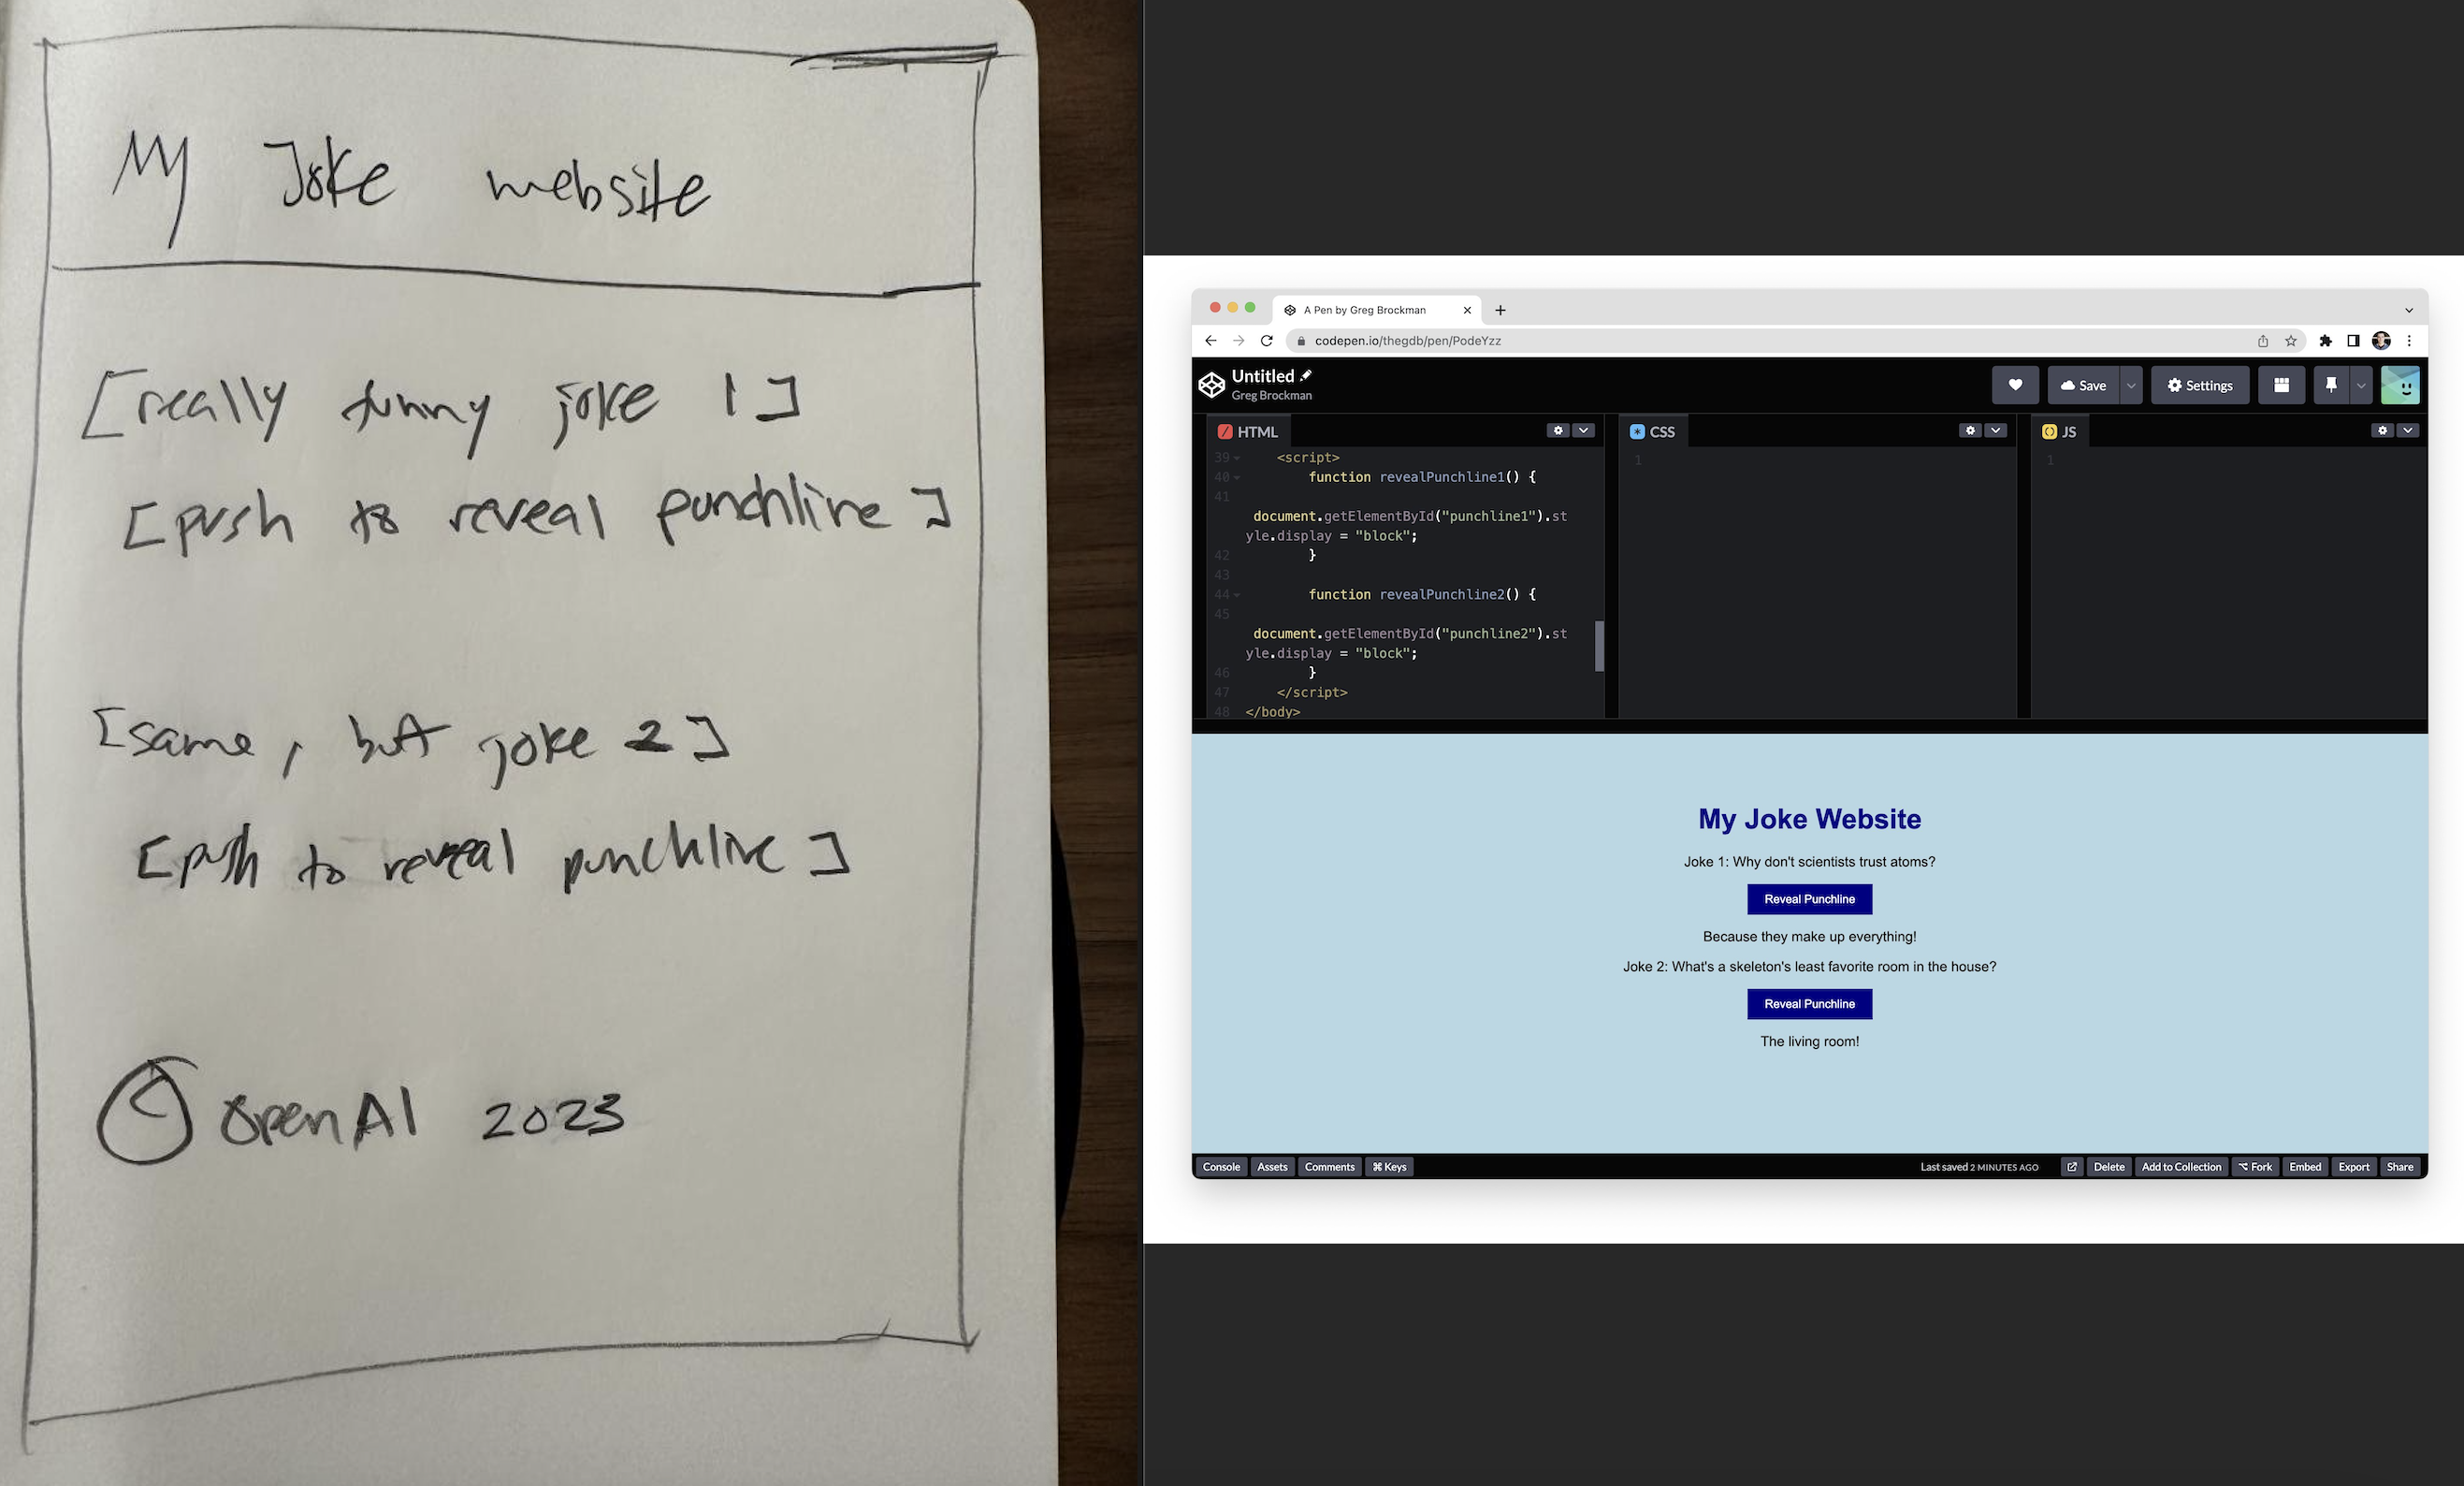 My Joke website
[really funny joke 1]
[push to reveal punchline]
[same, but joke 2]
[push to reveal punchline]
© OpenAI 2023
A Pen by Greg Brockman
codepen.io/thegdb/pen/PodeYzz
Untitled
Greg Brockman
Save
Settings
HTML
39 <script>
40 function revealPunchline1() {
41
document.getElementById("punchline1").st
yle.display = "block";
42 }
43
44 function revealPunchline2() {
45
document.getElementById("punchline2").st
yle.display = "block";
46 }
47 </script>
48 </body>
CSS
1
JS
1
My Joke Website
Joke 1: Why don't scientists trust atoms?
Reveal Punchline
Because they make up everything!
Joke 2: What's a skeleton's least favorite room in the house?
Reveal Punchline
The living room!
Console Assets Comments ⌘ Keys
Last saved 2 MINUTES AGO Delete Add to Collection ⌥ Fork Embed Export Share